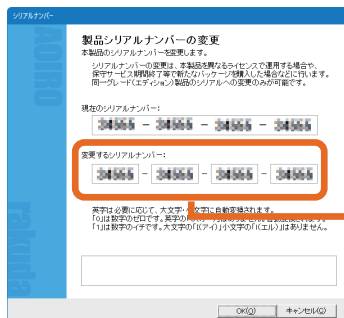 シリアルナンバー
製品シリアルナンバーの変更
本製品のシリアルナンバーを変更します。
シリアルナンバーの変更は、本製品を異なるライセンスで運用する場合や、
保守サービス期間終了等で新たなパッケージを購入した場合などに行います。
同一グレード（エディション）製品のシリアルへの変更のみが可能です。
現在のシリアルナンバー：
- - -
変更するシリアルナンバー：
- - -
英字は必要に応じて、大文字・小文字に自動変換されます。
「0」は数字のゼロです。英字の
「1」は数字のイチです。大文字の「I(アイ)」小文字の「l(エル)」はありません。
AOIRO
rakuda
OK(O) キャンセル(C)